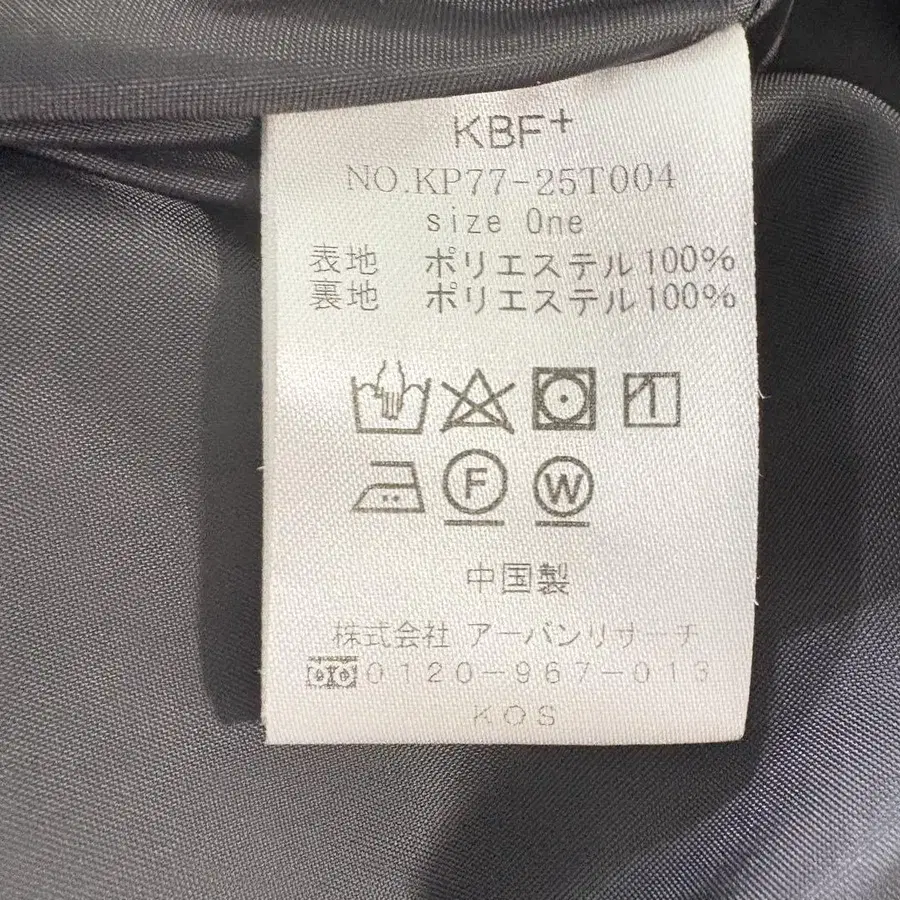 KBF+
NO.KP77-25T004
size One
表地 ポリエステル100%
裏地 ポリエステル100%
F
W
中国製
株式会社 アーバンリサーチ
0120-967-013
KOS